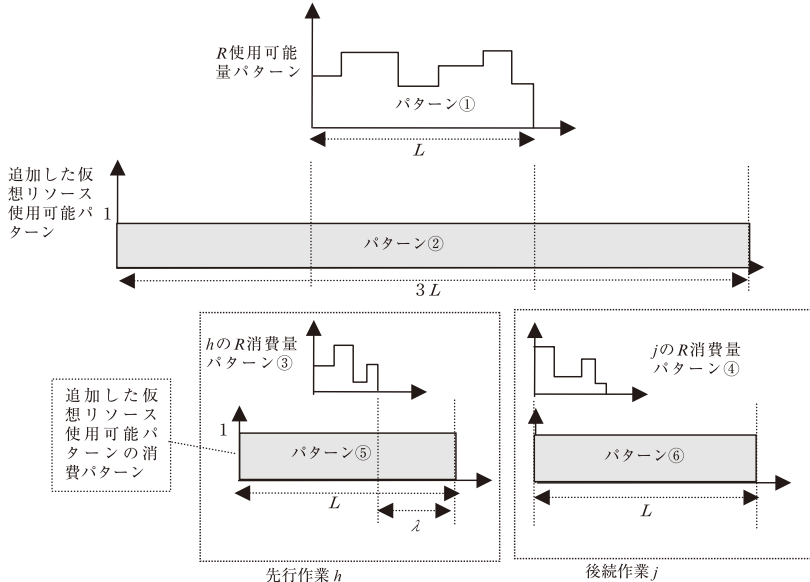 R使用可能
量パターン
パターン①
L
追加した仮
想リソース
使用可能パ
ターン
1
パターン②
3L
hのR消費量
パターン③
jのR消費量
パターン④
追加した仮
想リソース
使用可能パ
ターンの消
費パターン
1
パターン⑤
パターン⑥
L
λ
L
先行作業h
後続作業j